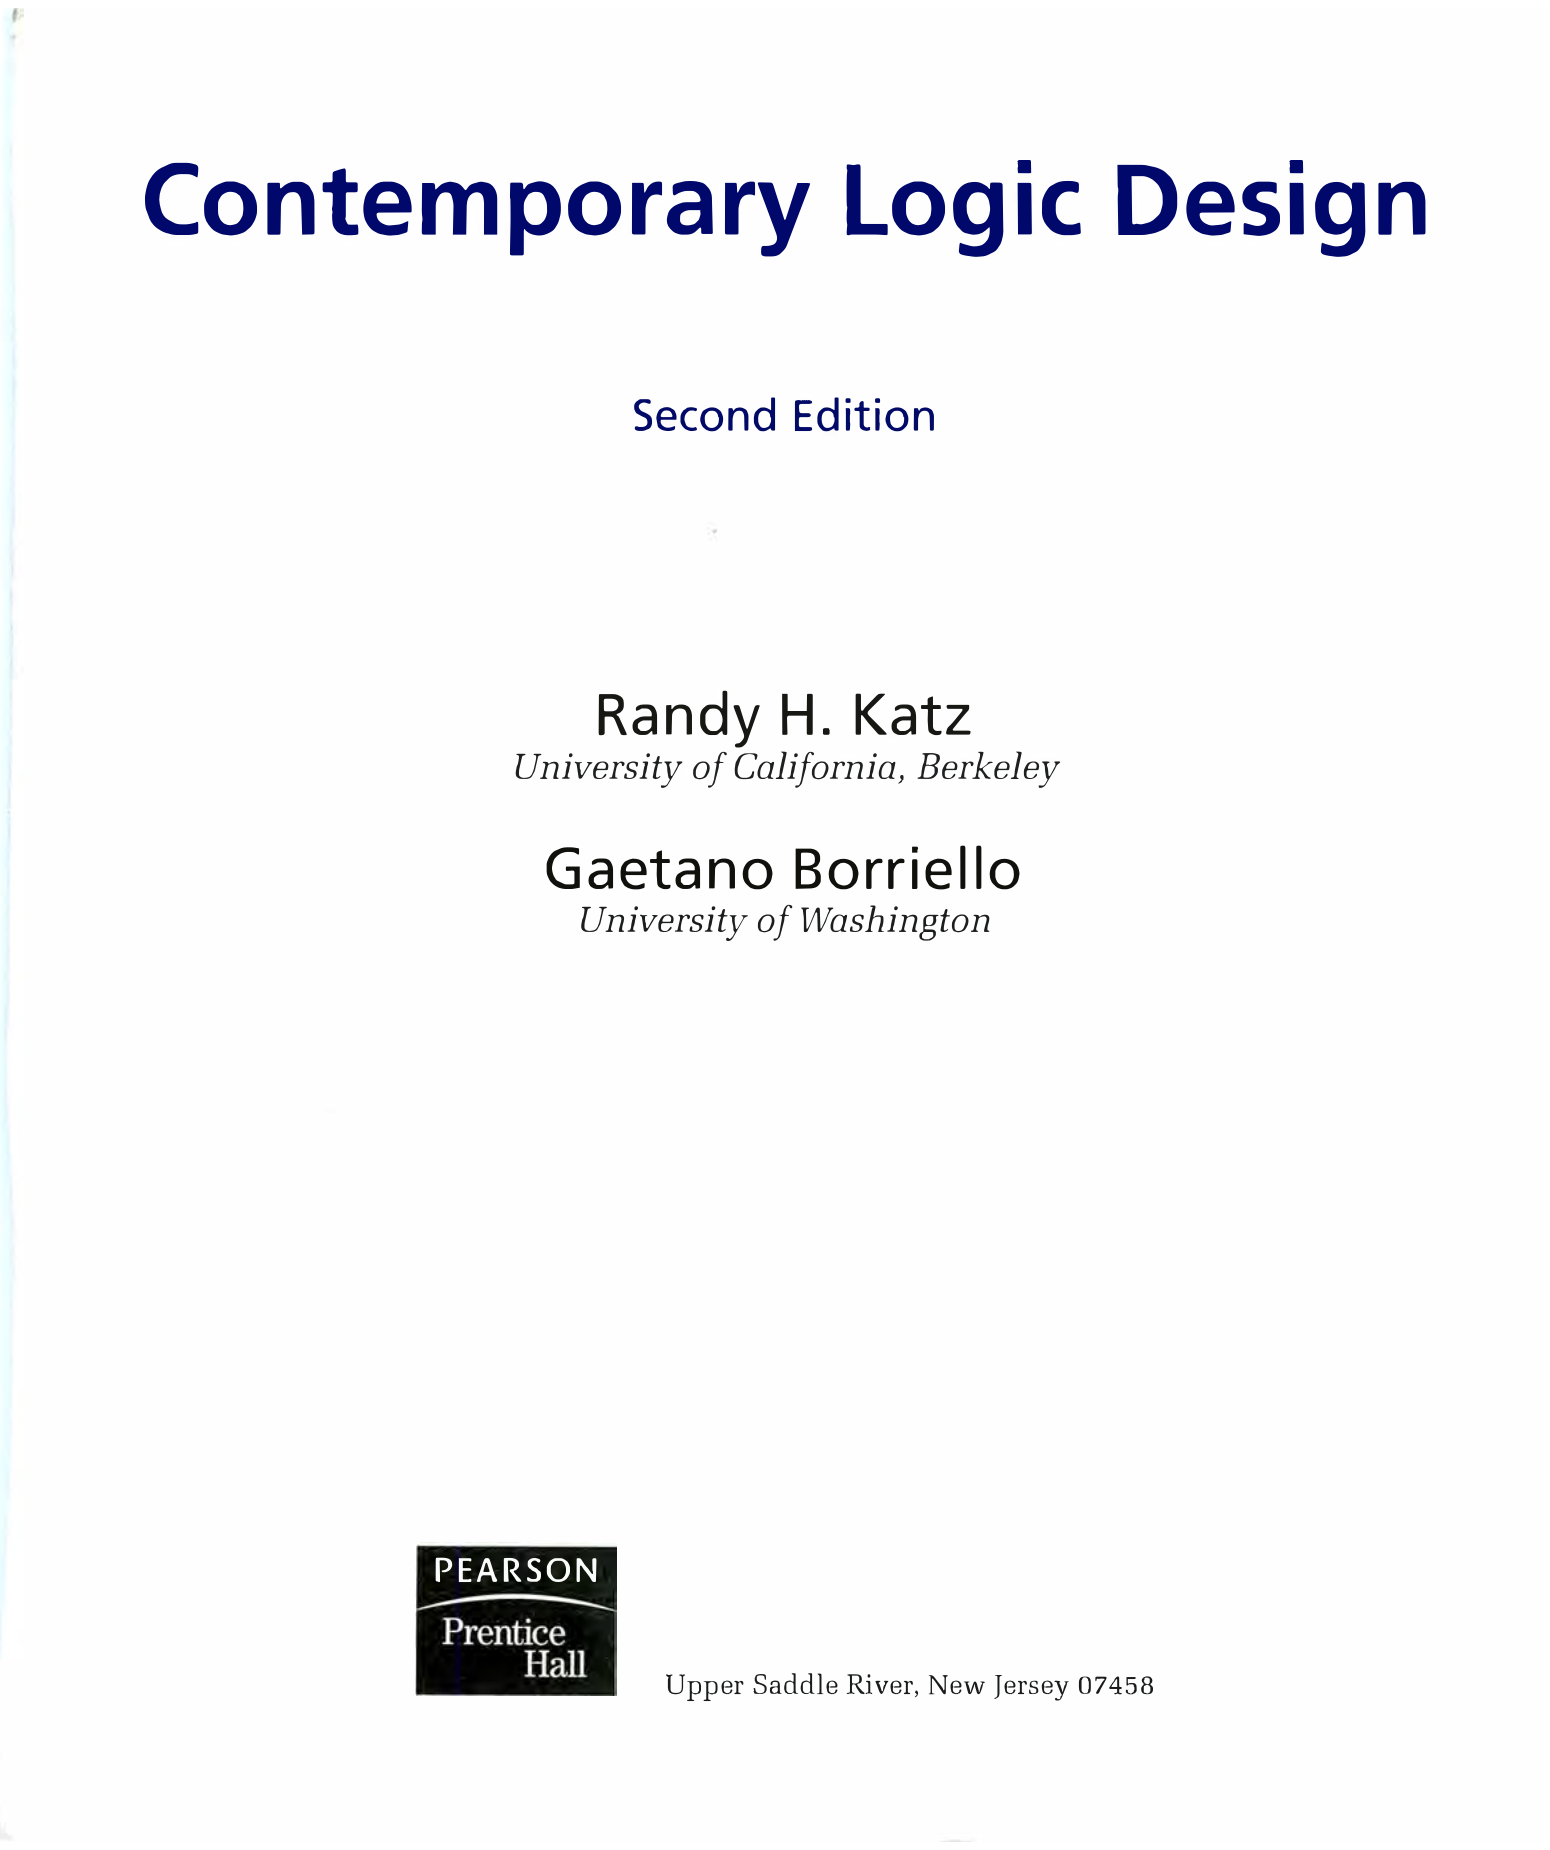 Contemporary Logic Design
Second Edition
Randy H. Katz
University of California, Berkeley
Gaetano Borriello
University of Washington
PEARSON
Prentice
Hall
Upper Saddle River, New Jersey 07458